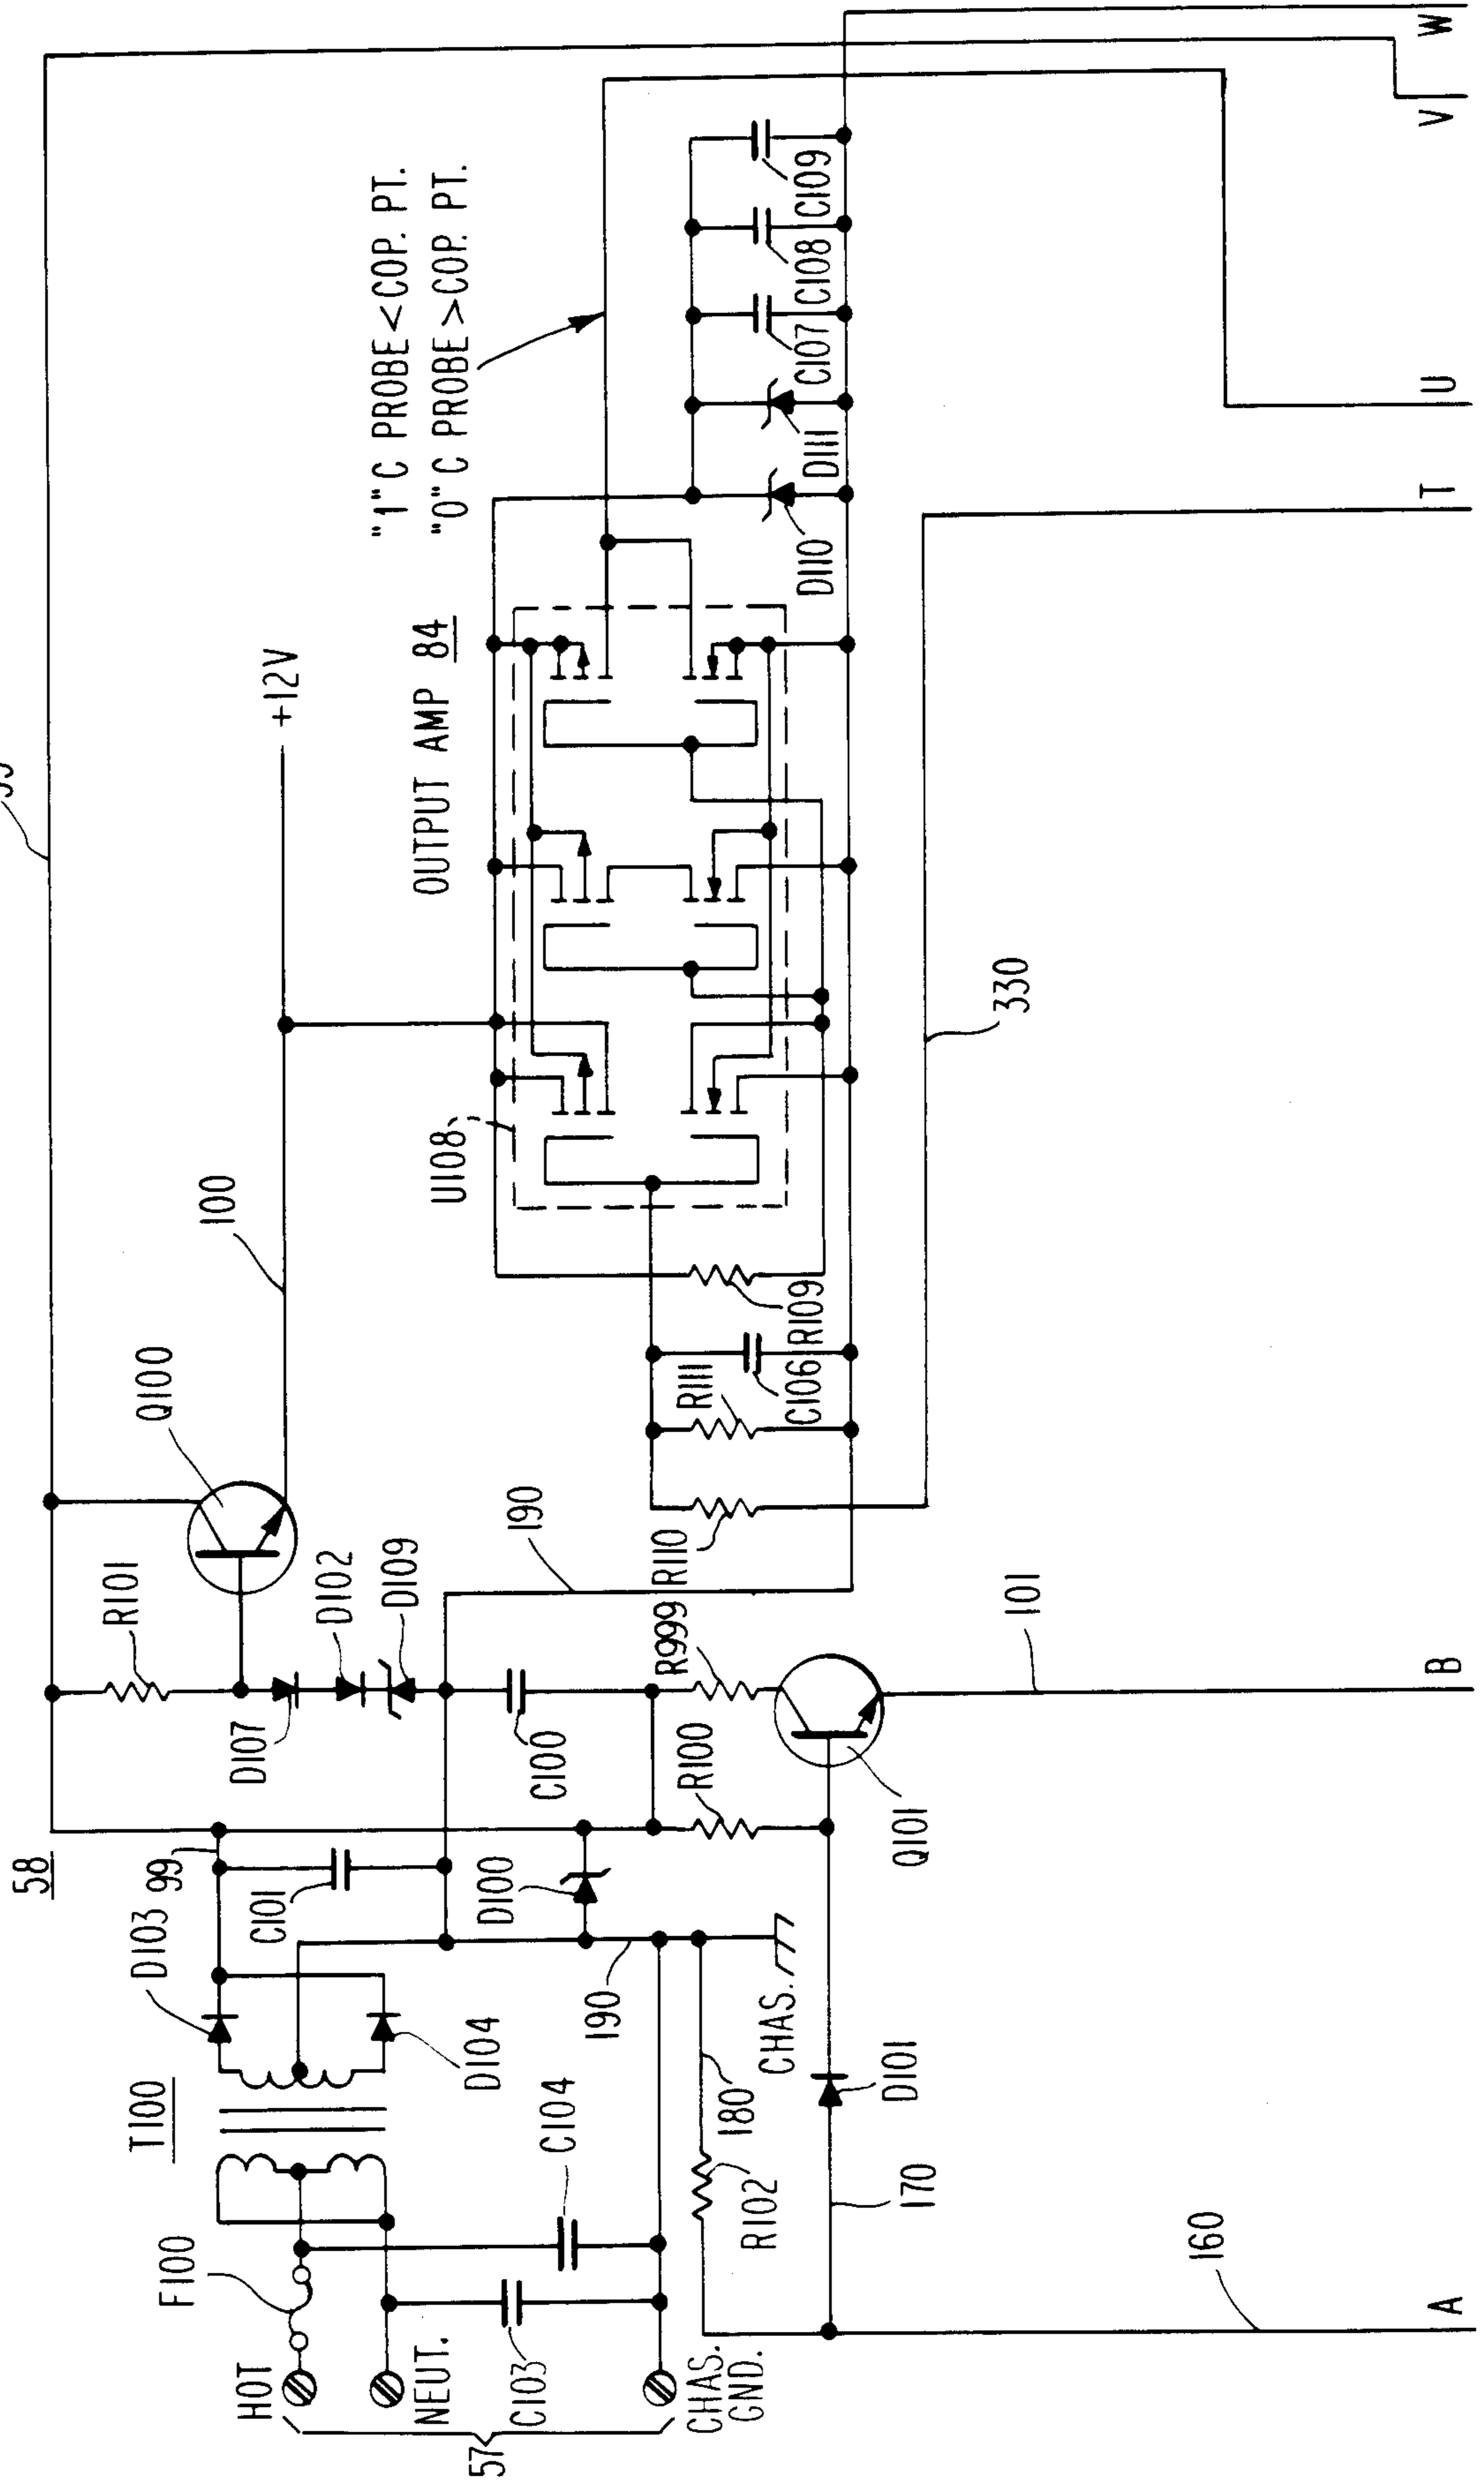 58
99
+12V
100
Q100
R101
D107
D102
D109
190
C100
R999
R100
Q101
101
B
D103
C101
D100
T100
D104
190
CHAS.
180
R102
D101
170
160
A
F100
C104
C103
HOT
NEUT.
CHAS.
GND.
57
OUTPUT AMP 84
U108
R110
R111
C106
R109
330
"1" C PROBE < COP. PT.
"0" C PROBE > COP. PT.
D110
D111
C107
C108
C109
T
U
V
W